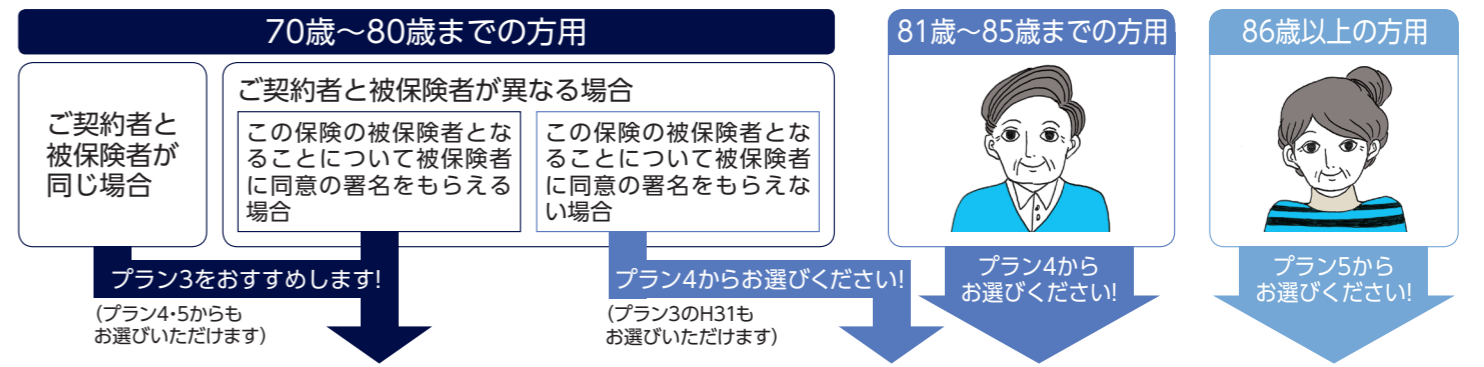 70歳~80歳までの方用
ご契約者と
被保険者が
同じ場合
ご契約者と被保険者が異なる場合
この保険の被保険者とな
ることについて被保険者
に同意の署名をもらえる
場合
この保険の被保険者とな
ることについて被保険者
に同意の署名をもらえな
い場合
プラン3をおすすめします!
(プラン4・5からも
お選びいただけます)
プラン4からお選びください!
(プラン3のH31も
お選びいただけます)
81歳~85歳までの方用
プラン4から
お選びください!
86歳以上の方用
プラン5から
お選びください!